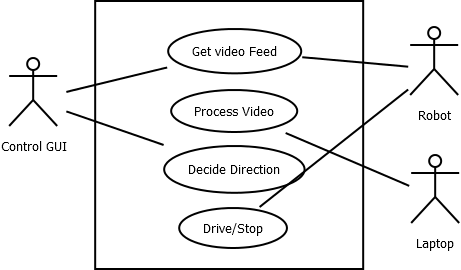 Get video Feed
Process Video
Decide Direction
Drive/Stop
Control GUI
Robot
Laptop